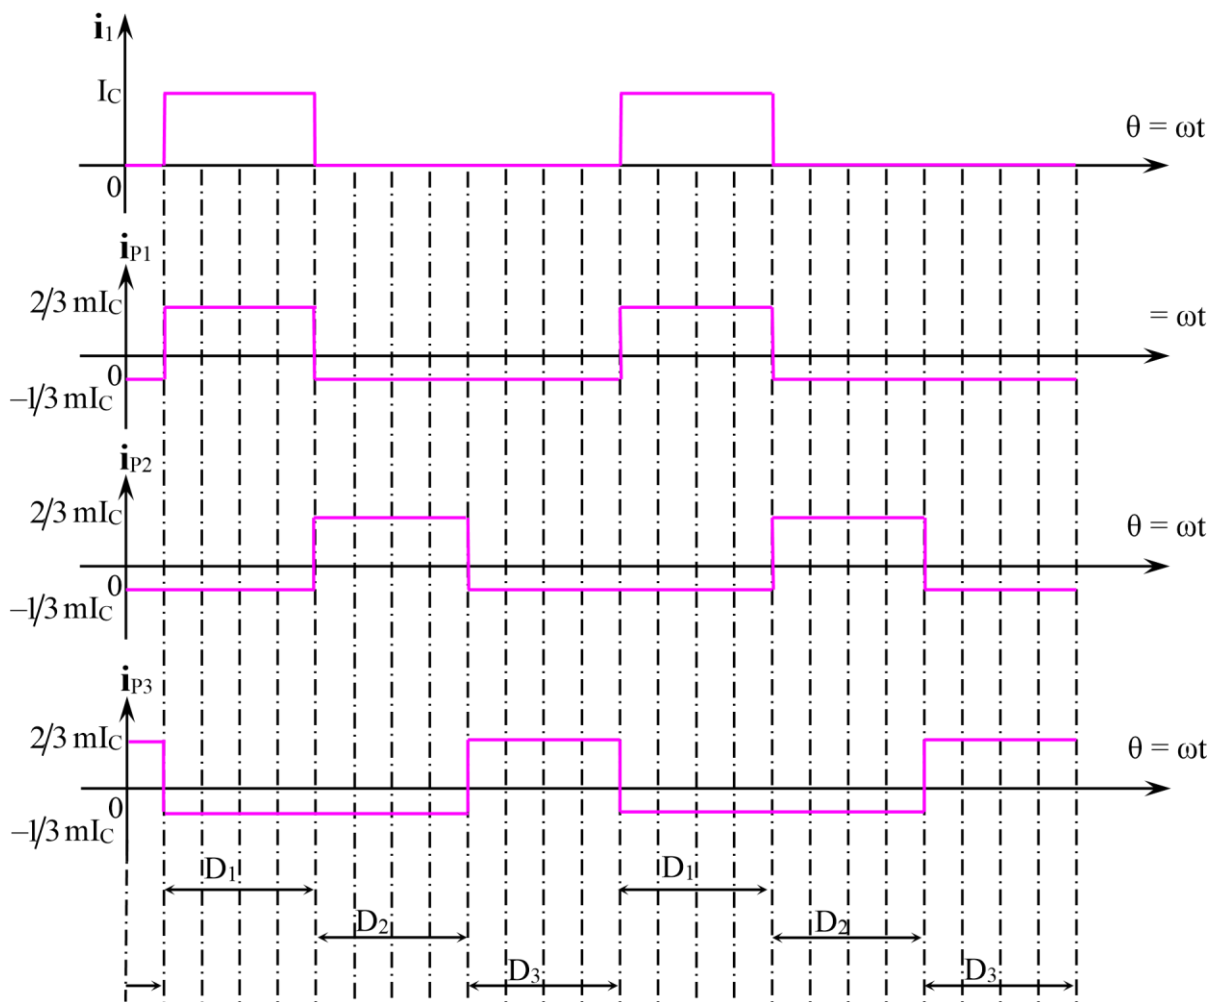 i1
IC
θ = ωt
0
iP1
2/3 mIC
= ωt
0
–1/3 mIC
iP2
2/3 mIC
θ = ωt
0
–1/3 mIC
iP3
2/3 mIC
θ = ωt
0
–1/3 mIC
D1 D1
D2 D2
D3 D3